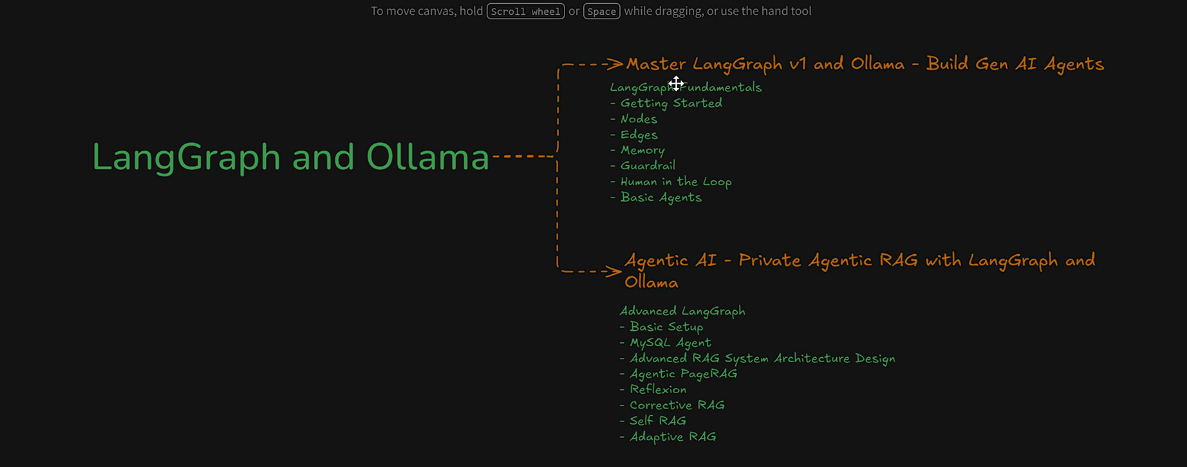 To move canvas, hold Scroll wheel or Space while dragging, or use the hand tool
LangGraph and Ollama
Master LangGraph v1 and Ollama - Build Gen AI Agents
LangGraph Fundamentals
- Getting Started
- Nodes
- Edges
- Memory
- Guardrail
- Human in the Loop
- Basic Agents
Agentic AI - Private Agentic RAG with LangGraph and
Ollama
Advanced LangGraph
- Basic Setup
- MySQL Agent
- Advanced RAG System Architecture Design
- Agentic PageRAG
- Reflexion
- Corrective RAG
- Self RAG
- Adaptive RAG